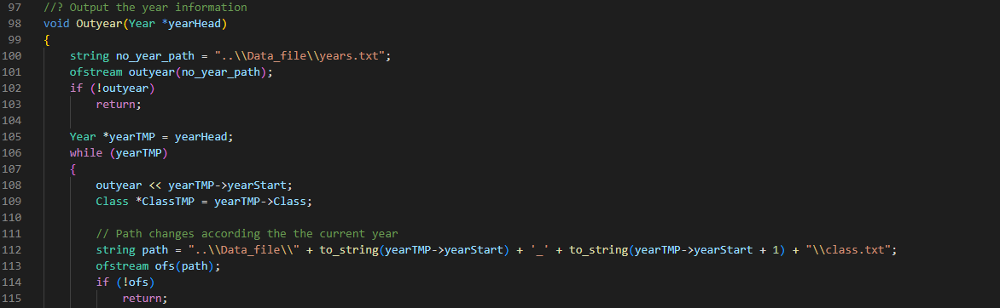 97 //? Output the year information
98 void Outyear(Year *yearHead)
99 {
100 string no_year_path = "..\\Data_file\\years.txt";
101 ofstream outyear(no_year_path);
102 if (!outyear)
103 return;
104
105 Year *yearTMP = yearHead;
106 while (yearTMP)
107 {
108 outyear << yearTMP->yearStart;
109 Class *ClassTMP = yearTMP->Class;
110
111 // Path changes according the the current year
112 string path = "..\\Data_file\\" + to_string(yearTMP->yearStart) + '_' + to_string(yearTMP->yearStart + 1) + "\\class.txt";
113 ofstream ofs(path);
114 if (!ofs)
115 return;